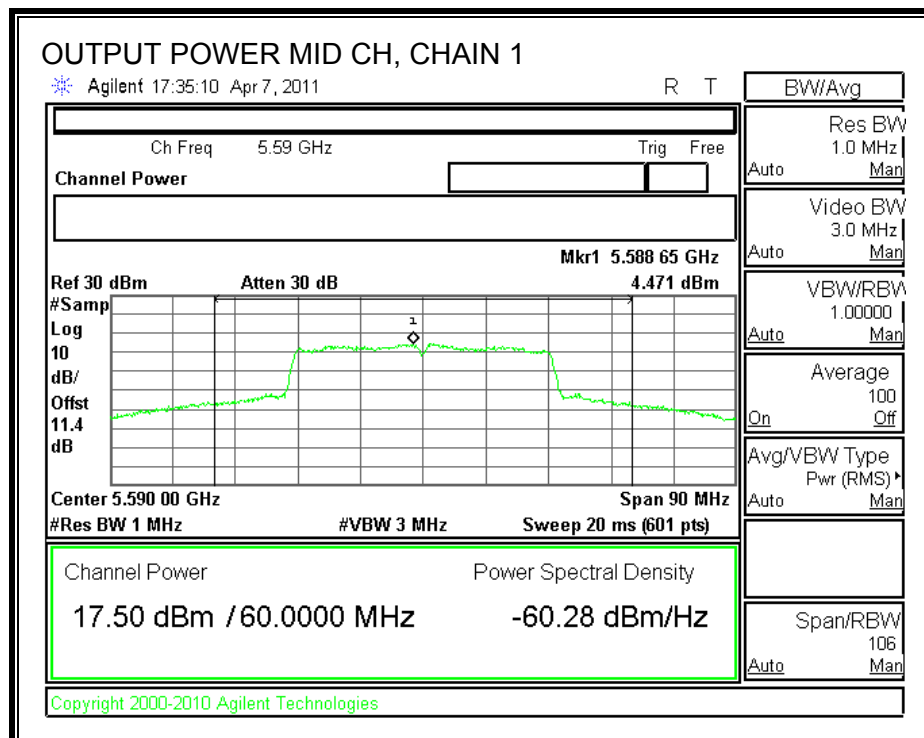 OUTPUT POWER MID CH, CHAIN 1
Agilent 17:35:10 Apr 7, 2011 R T
BW/Avg
Ch Freq 5.59 GHz Trig Free
Channel Power
Mkr1 5.588 65 GHz
Ref 30 dBm Atten 30 dB 4.471 dBm
#Samp
Log
10
dB/
Offst
11.4
dB
1
Center 5.590 00 GHz Span 90 MHz
#Res BW 1 MHz #VBW 3 MHz Sweep 20 ms (601 pts)
Channel Power Power Spectral Density
17.50 dBm / 60.0000 MHz -60.28 dBm/Hz
Res BW
1.0 MHz
Auto Man
Video BW
3.0 MHz
Auto Man
VBW/RBW
1.00000
Auto Man
Average
100
On Off
Avg/VBW Type
Pwr (RMS)
Auto Man
Span/RBW
106
Auto Man
Copyright 2000-2010 Agilent Technologies